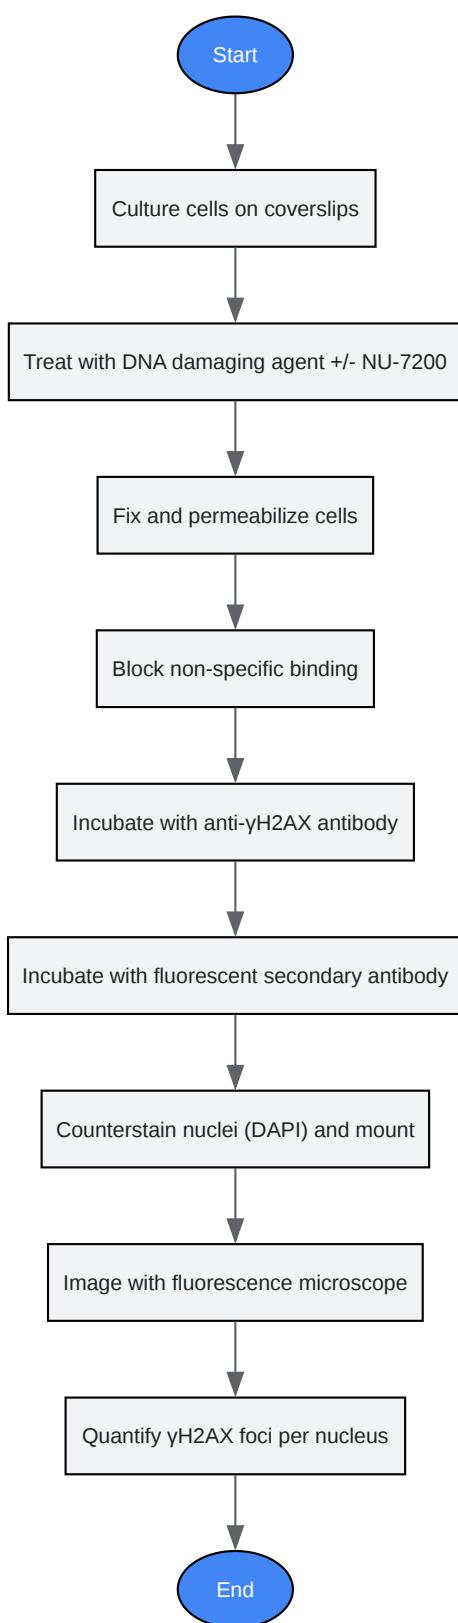 Start
Culture cells on coverslips
Treat with DNA damaging agent +/- NU-7200
Fix and permeabilize cells
Block non-specific binding
Incubate with anti-γH2AX antibody
Incubate with fluorescent secondary antibody
Counterstain nuclei (DAPI) and mount
Image with fluorescence microscope
Quantify γH2AX foci per nucleus
End